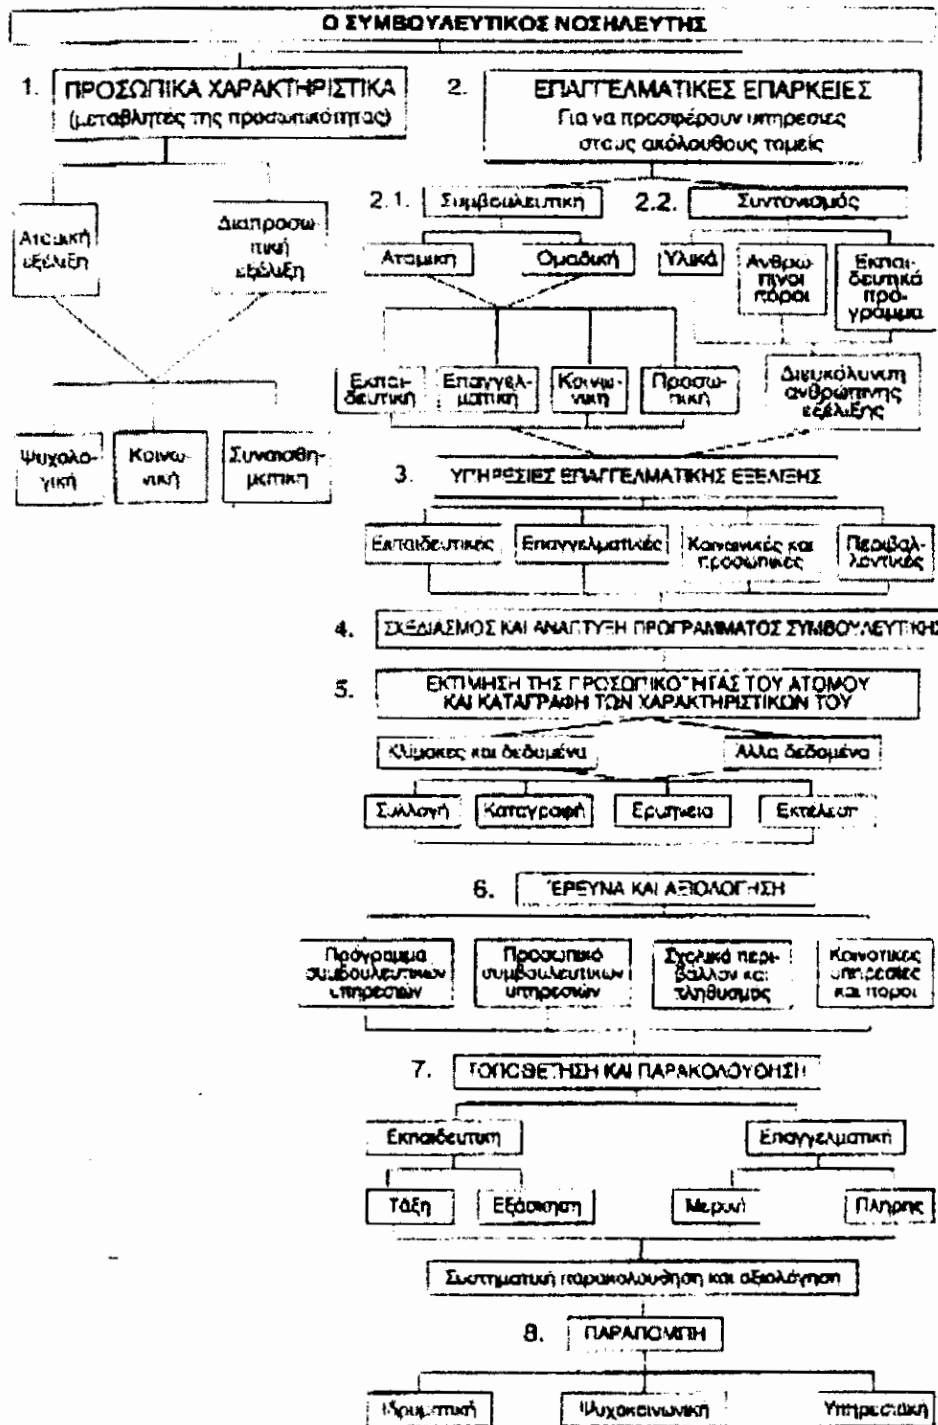 Ο ΣΥΜΒΟΥΛΕΥΤΙΚΟΣ ΝΟΣΗΛΕΥΤΗΣ
1. ΠΡΟΣΩΠΙΚΑ ΧΑΡΑΚΤΗΡΙΣΤΙΚΑ
(μεταβλητές της προσωπικότητας)
Ατομική
εξέλιξη
Διαπροσω-
πική
εξέλιξη
Ψυχολο-
γική
Κοινω-
νική
Συναισθη-
ματική
2. ΕΠΑΓΓΕΛΜΑΤΙΚΕΣ ΕΠΑΡΚΕΙΕΣ
Για να προσφέρουν υπηρεσίες
στους ακόλουθους τομείς
2.1. Συμβουλευτική
2.2. Συντονισμός
Ατομική
Ομαδική
Υλικά
Ανθρώ-
πινοι
πόροι
Εκπαι-
δευτικά
πρό-
γραμμα
Εκπαι-
δευτική
Επαγγελ-
ματική
Κοινω-
νική
Προσω-
πική
Διευκόλυνση
ανθρώπινης
εξέλιξης
3. ΥΠΗΡΕΣΙΕΣ ΕΠΑΓΓΕΛΜΑΤΙΚΗΣ ΕΞΕΛΙΞΗΣ
Εκπαιδευτικές
Επαγγελματικές
Κοινωνικές και
προσωπικές
Περιβαλ-
λοντικές
4. ΣΧΕΔΙΑΣΜΟΣ ΚΑΙ ΑΝΑΠΤΥΞΗ ΠΡΟΓΡΑΜΜΑΤΟΣ ΣΥΜΒΟΥΛΕΥΤΙΚΗΣ
5. ΕΚΤΙΜΗΣΗ ΤΗΣ ΠΡΟΣΩΠΙΚΟΤΗΤΑΣ ΤΟΥ ΑΤΟΜΟΥ
ΚΑΙ ΚΑΤΑΓΡΑΦΗ ΤΩΝ ΧΑΡΑΚΤΗΡΙΣΤΙΚΩΝ ΤΟΥ
Κλίμακες και δεδομένα
Άλλα δεδομένα
Συλλογή
Καταγραφή
Ερμηνεία
Εκτέλεση
6. ΈΡΕΥΝΑ ΚΑΙ ΑΞΙΟΛΟΓΗΣΗ
Πρόγραμμα
συμβουλευτικών
υπηρεσιών
Προσωπικό
συμβουλευτικών
υπηρεσιών
Σχολικό περι-
βάλλον και
πληθυσμός
Κοινοτικές
υπηρεσίες
και πόροι
7. ΤΟΠΟΘΕΤΗΣΗ ΚΑΙ ΠΑΡΑΚΟΛΟΥΘΗΣΗ
Εκπαιδευτική
Επαγγελματική
Τάξη
Εξάσκηση
Μερική
Πλήρης
Συστηματική παρακολούθηση και αξιολόγηση
8. ΠΑΡΑΠΟΜΠΗ
Ιδρυματική
Ψυχοκοινωνική
Υπηρεσιακή